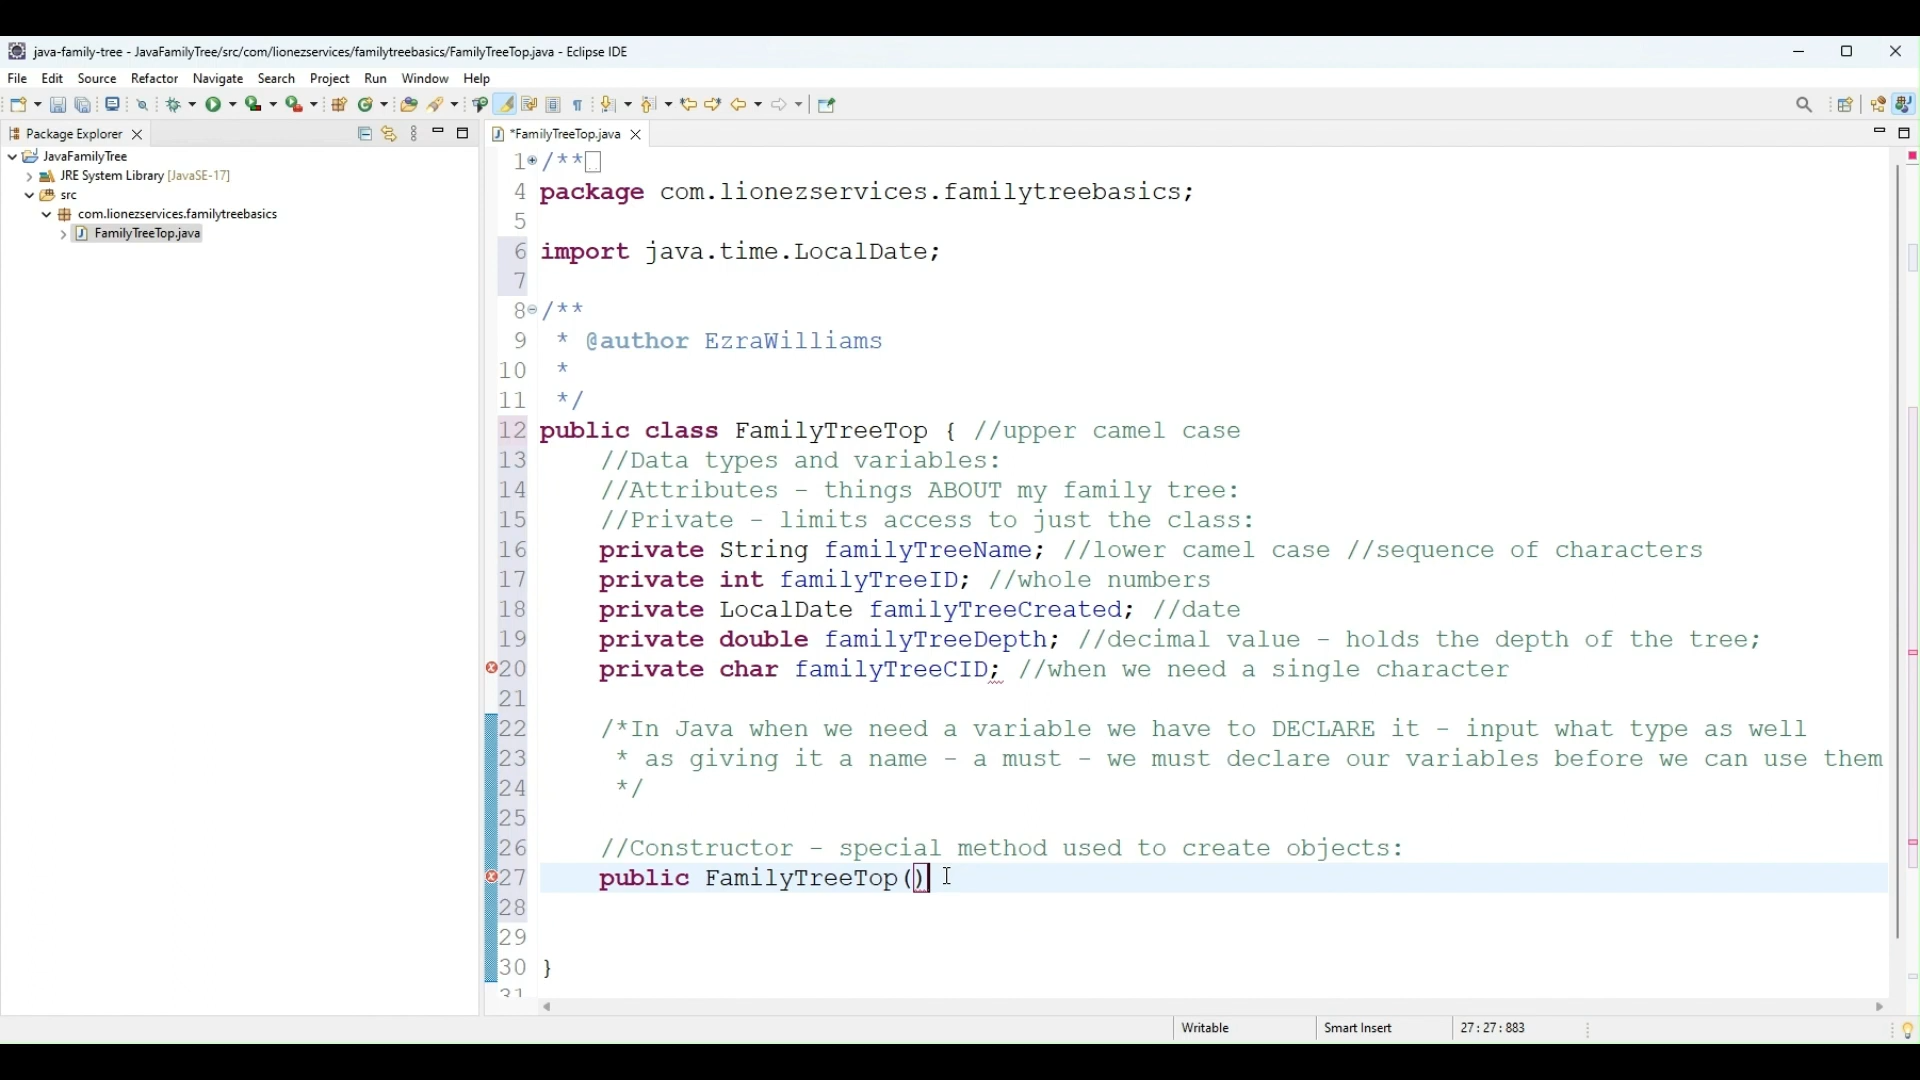 java-family-tree - JavaFamilyTree/src/com/lionezservices/familytreebasics/FamilyTreeTop.java - Eclipse IDE
File Edit Source Refactor Navigate Search Project Run Window Help
Package Explorer
*FamilyTreeTop.java
JavaFamilyTree
JRE System Library [JavaSE-17]
src
com.lionezservices.familytreebasics
FamilyTreeTop.java
1 /**
4 package com.lionezservices.familytreebasics;
5
6 import java.time.LocalDate;
7
8 /**
9 * @author EzraWilliams
10 *
11 */
12 public class FamilyTreeTop { //upper camel case
13 //Data types and variables:
14 //Attributes - things ABOUT my family tree:
15 //Private - limits access to just the class:
16 private String familyTreeName; //lower camel case //sequence of characters
17 private int familyTreeID; //whole numbers
18 private LocalDate familyTreeCreated; //date
19 private double familyTreeDepth; //decimal value - holds the depth of the tree;
20 private char familyTreeCID; //when we need a single character
21
22 /*In Java when we need a variable we have to DECLARE it - input what type as well
23 * as giving it a name - a must - we must declare our variables before we can use them
24 */
25
26 //Constructor - special method used to create objects:
27 public FamilyTreeTop()
28
29
30 }
31
Writable
Smart Insert
27 : 27 : 883